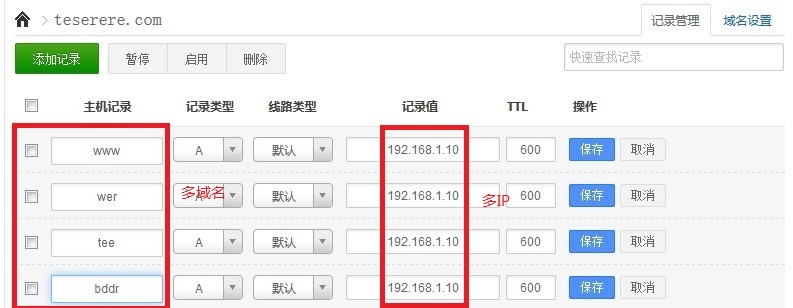 teserere.com 记录管理 域名设置
添加记录 暂停 启用 删除 快速查找记录
主机记录 记录类型 线路类型 记录值 TTL 操作
www A 默认 192.168.1.10 600 保存 取消
wer A 多域名 默认 192.168.1.10 多IP 600 保存 取消
tee A 默认 192.168.1.10 600 保存 取消
bddr A 默认 192.168.1.10 600 保存 取消